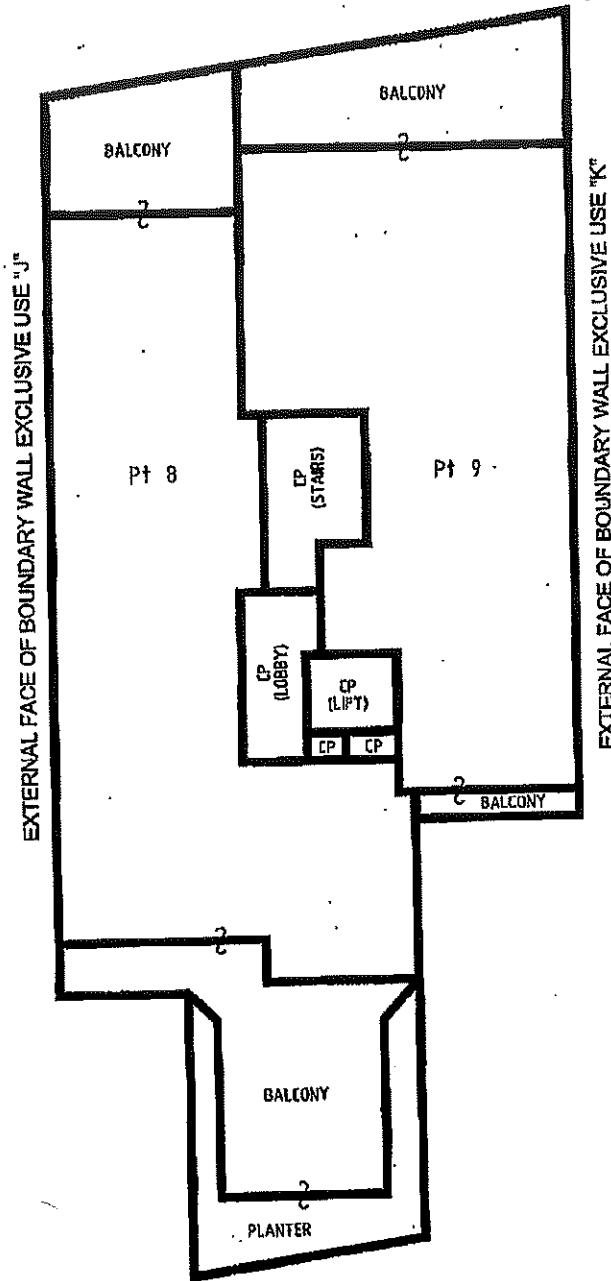 BALCONY
BALCONY
EXTERNAL FACE OF BOUNDARY WALL EXCLUSIVE USE "J"
EXTERNAL FACE OF BOUNDARY WALL EXCLUSIVE USE "K"
Pt 8
CP
(STAIRS)
Pt 9
CP
(LOBBY)
CP
(LIFT)
CP
CP
BALCONY
BALCONY
PLANTER